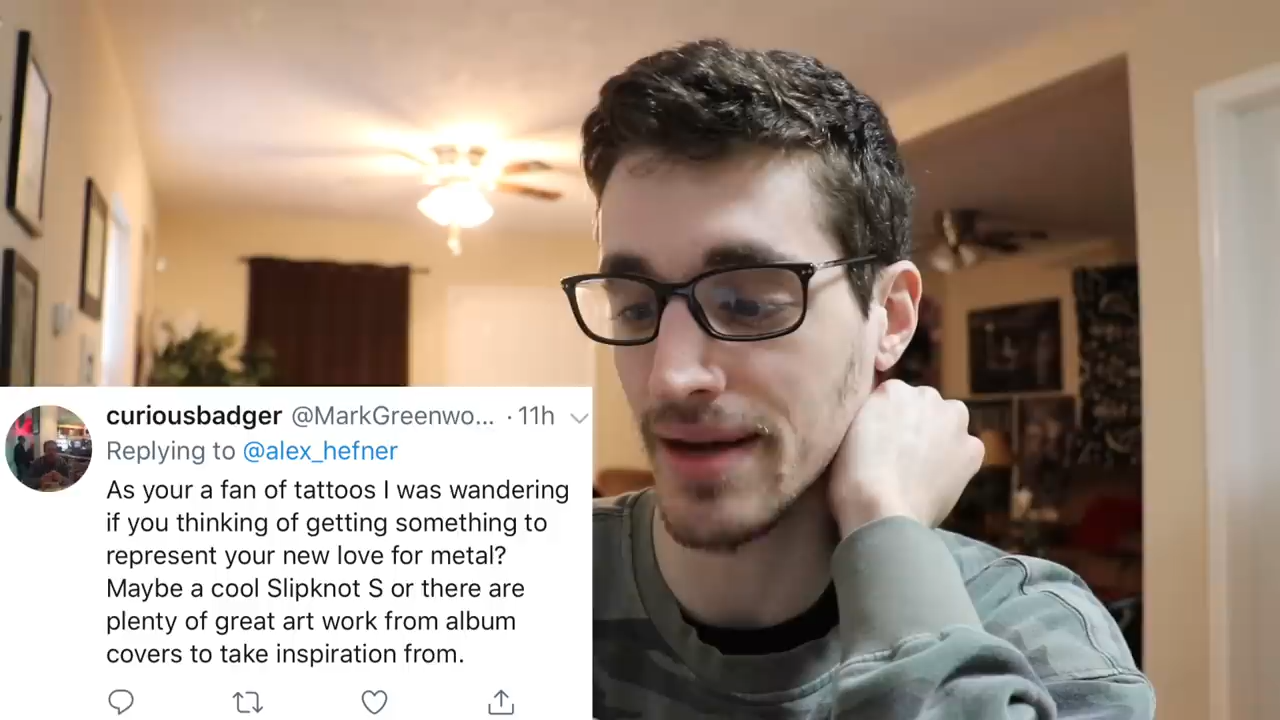 curiousbadger @MarkGreenwo... · 11h
Replying to @alex_hefner
As your a fan of tattoos I was wandering
if you thinking of getting something to
represent your new love for metal?
Maybe a cool Slipknot S or there are
plenty of great art work from album
covers to take inspiration from.